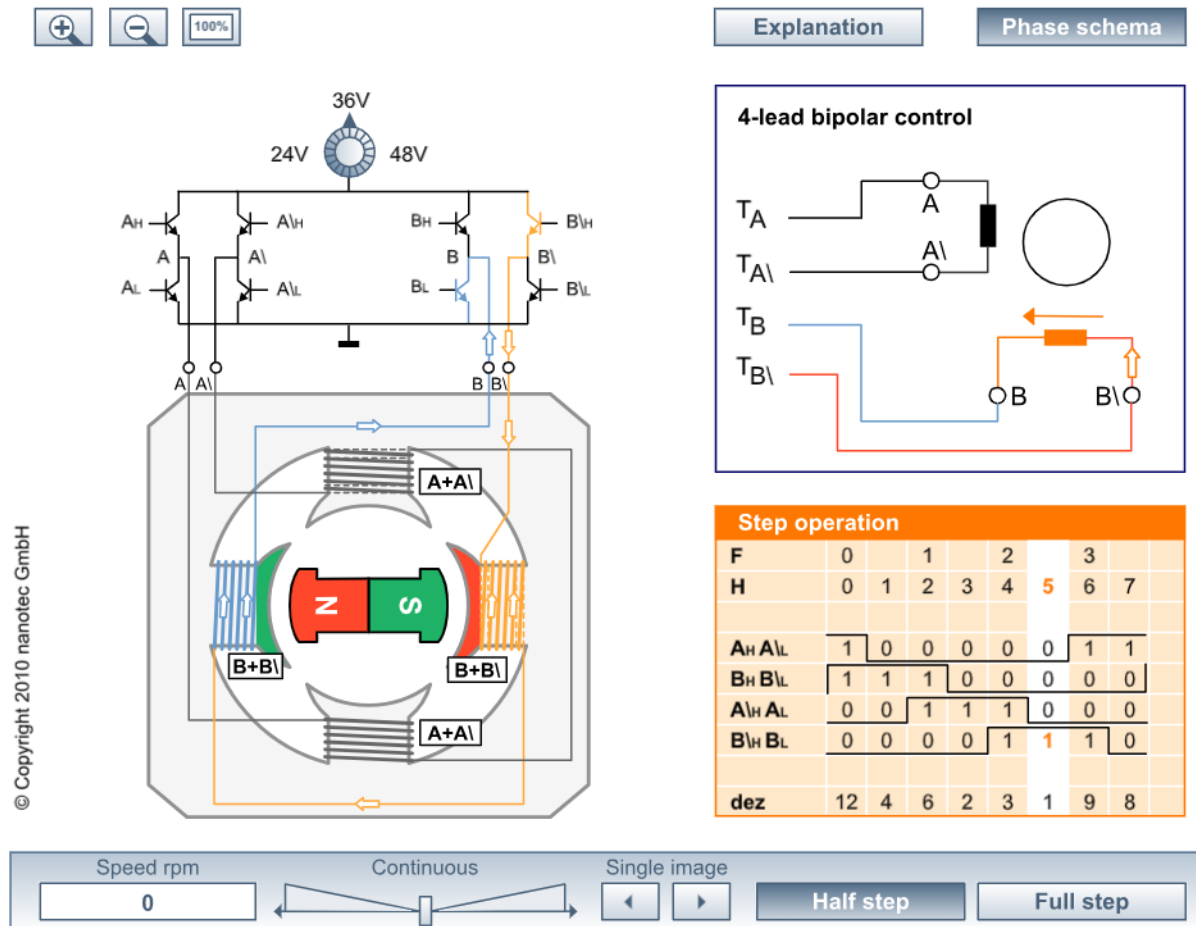 100%
Explanation
Phase schema
36V
24V
48V
AH
A\H
BH
B\H
A
A\
B
B\
AL
A\L
BL
B\L
A
A\
B
B\
A+A\
N
S
B+B\
B+B\
A+A\
© Copyright 2010 nanotec GmbH
4-lead bipolar control
TA
A
TA\
A\
TB
TB\
B
B\
Step operation
F 0 1 2 3
H 0 1 2 3 4 5 6 7
AH A\L 1 0 0 0 0 0 1 1
BH B\L 1 1 1 0 0 0 0 0
A\H AL 0 0 1 1 1 0 0 0
B\H BL 0 0 0 0 1 1 1 0
dez 12 4 6 2 3 1 9 8
Speed rpm
0
Continuous
Single image
Half step
Full step